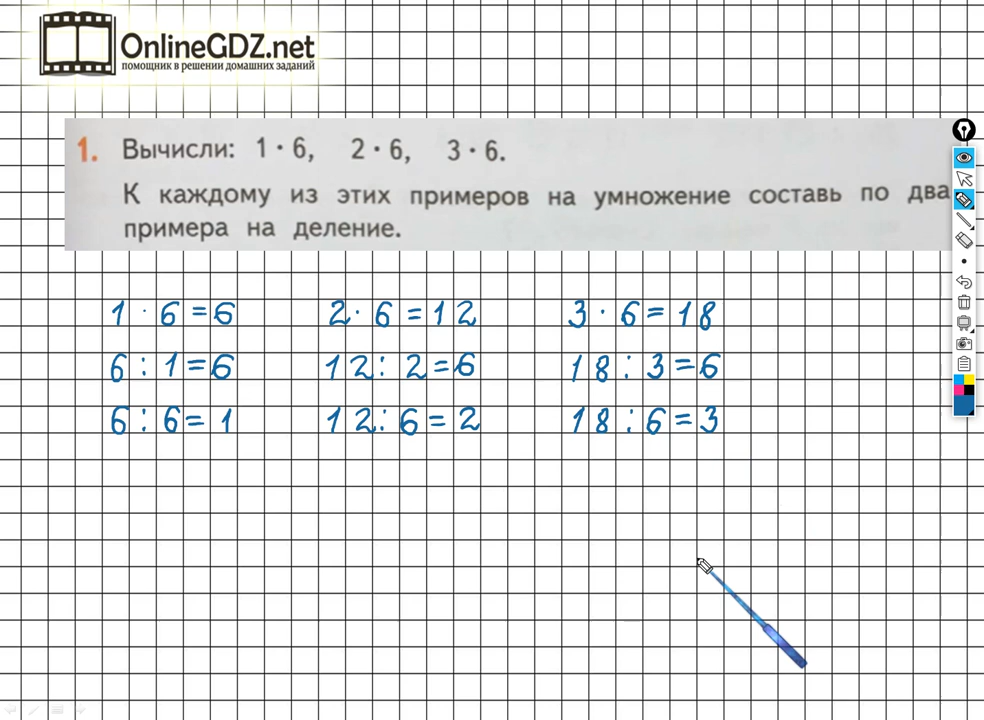 OnlineGDZ.net
помощник в решении домашних заданий
1. Вычисли: 1 · 6, 2 · 6, 3 · 6.
К каждому из этих примеров на умножение составь по два
примера на деление.
1 · 6 = 6 2 · 6 = 12 3 · 6 = 18
6 : 1 = 6 12 : 2 = 6 18 : 3 = 6
6 : 6 = 1 12 : 6 = 2 18 : 6 = 3